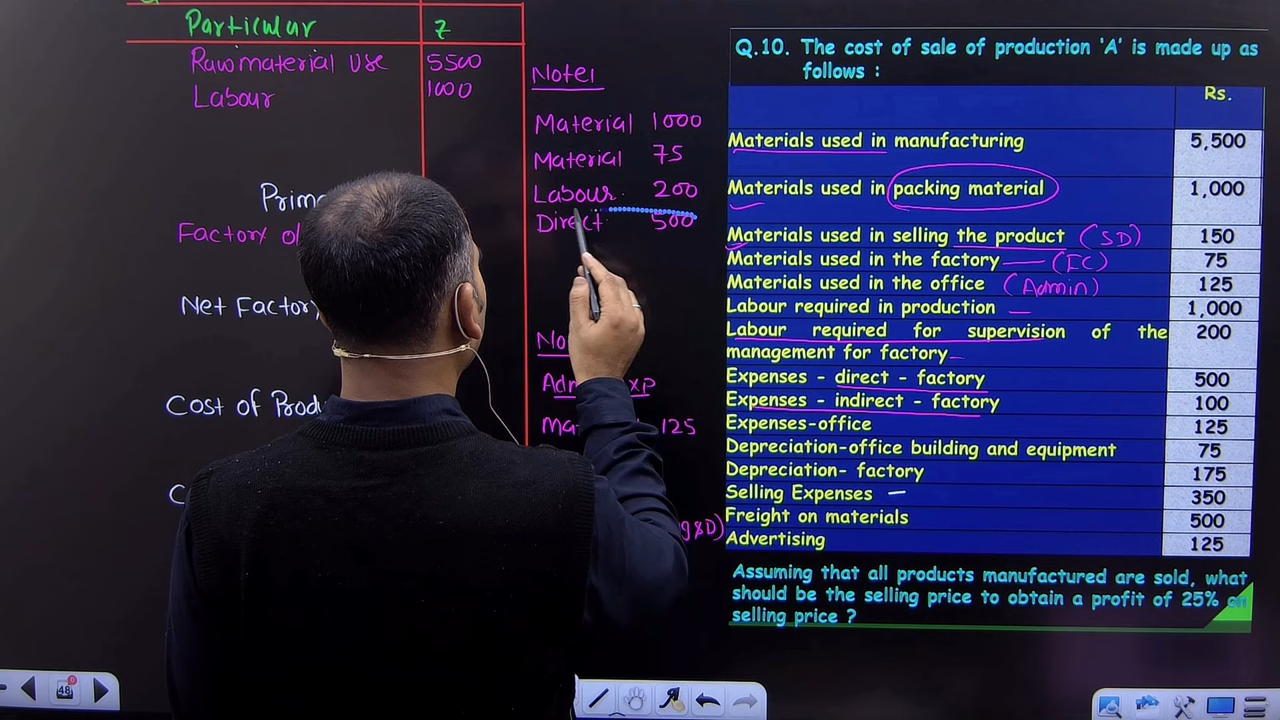 Particular ₹
Raw material Use 5500
Labour 1000
Factory
Net Factory
Cost of Produ
Note1
Material 1000
Material 75
Labour 200
Direct 500
Adm xp
Ma 125
g&D)
Q.10. The cost of sale of production 'A' is made up as
follows :
Rs.
Materials used in manufacturing 5,500
Materials used in packing material 1,000
Materials used in selling the product (SD) 150
Materials used in the factory — (FC) 75
Materials used in the office (Admin) 125
Labour required in production — 1,000
Labour required for supervision of the 200
management for factory
Expenses - direct - factory 500
Expenses - indirect - factory 100
Expenses-office 125
Depreciation-office building and equipment 75
Depreciation- factory 175
Selling Expenses — 350
Freight on materials 500
Advertising 125
Assuming that all products manufactured are sold, what
should be the selling price to obtain a profit of 25% on
selling price ?
48